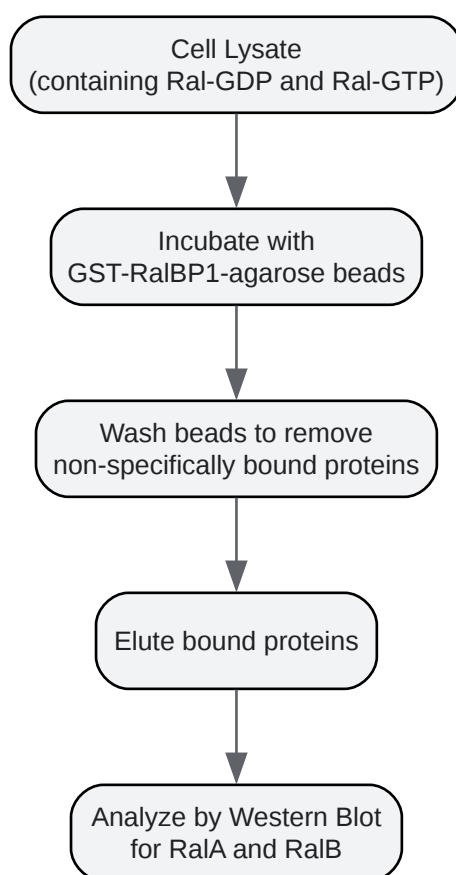 Cell Lysate
(containing Ral-GDP and Ral-GTP)
Incubate with
GST-RalBP1-agarose beads
Wash beads to remove
non-specifically bound proteins
Elute bound proteins
Analyze by Western Blot
for RalA and RalB